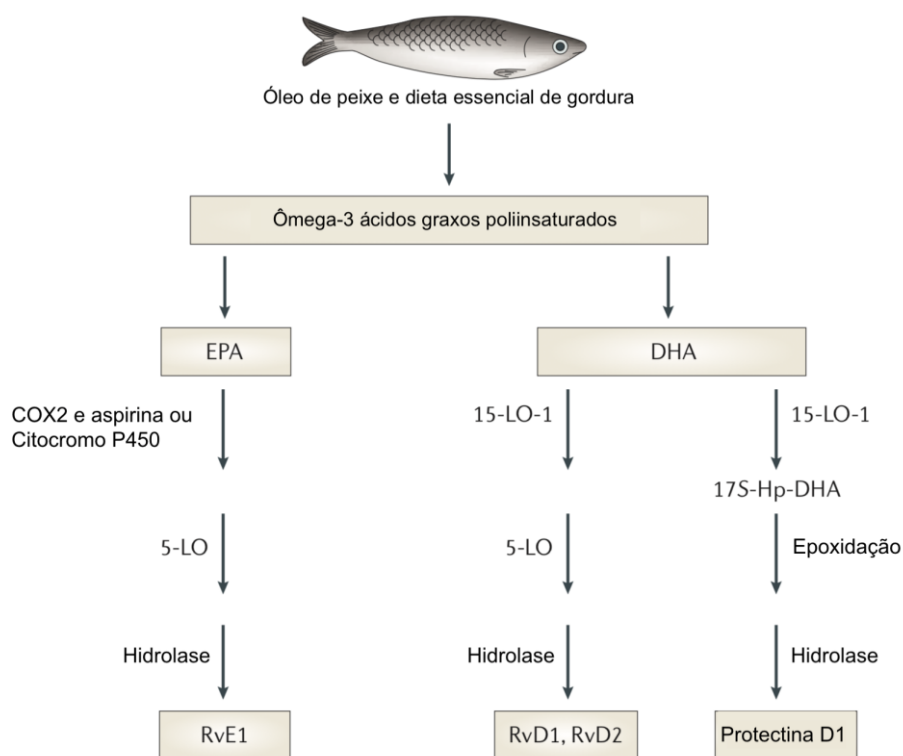 Óleo de peixe e dieta essencial de gordura
Ômega-3 ácidos graxos poliinsaturados
EPA
DHA
COX2 e aspirina ou
Citocromo P450
15-LO-1
15-LO-1
17S-Hp-DHA
5-LO
5-LO
Epoxidação
Hidrolase
Hidrolase
Hidrolase
RvE1
RvD1, RvD2
Protectina D1